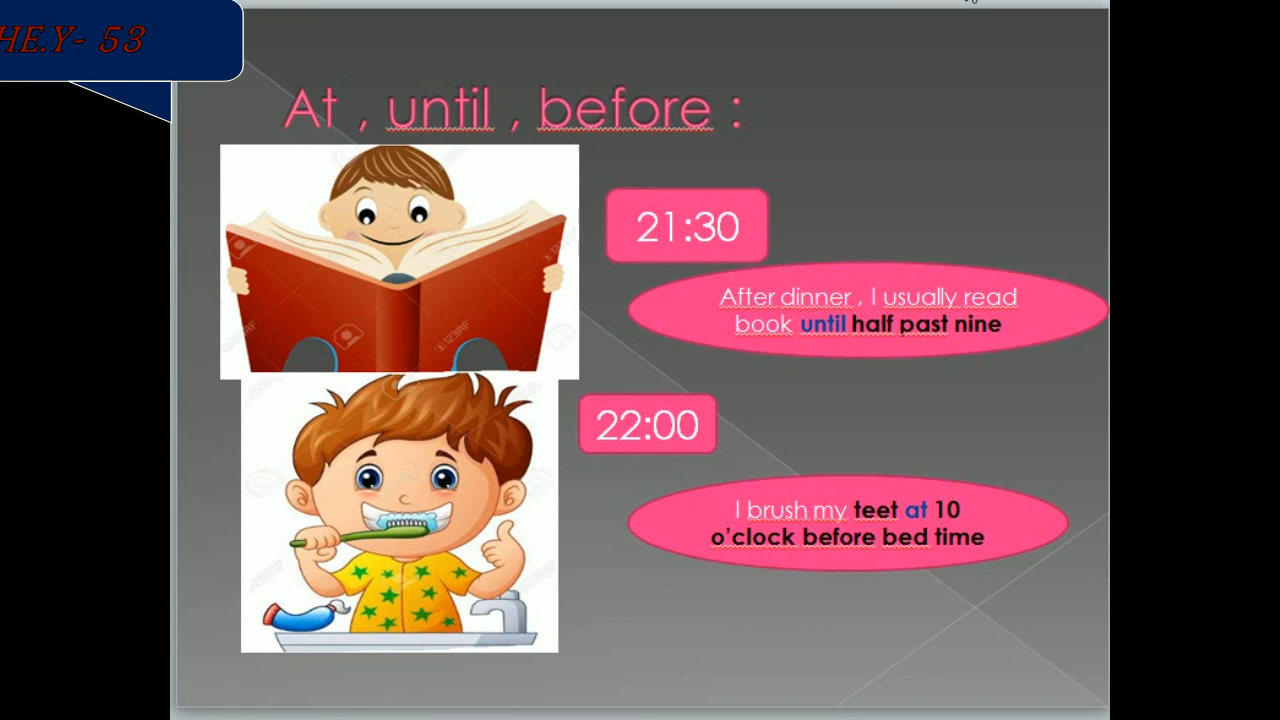 HE.Y- 53
At , until , before :
21:30
After dinner , I usually read
book until half past nine
22:00
I brush my teet at 10
o'clock before bed time